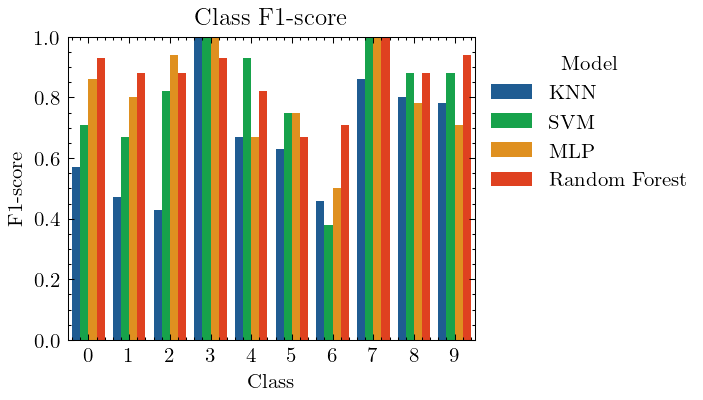 Class F1-score
F1-score
1.0
0.8
0.6
0.4
0.2
0.0
0 1 2 3 4 5 6 7 8 9
Class
Model
KNN
SVM
MLP
Random Forest